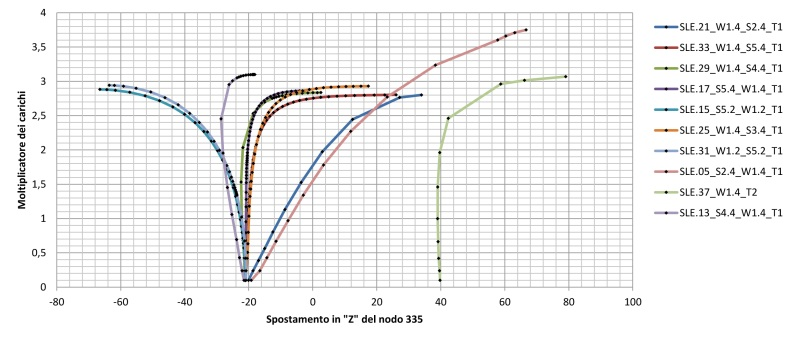 4
3,5
3
2,5
2
1,5
1
0,5
0
Moltiplicatore dei carichi
-80 -60 -40 -20 0 20 40 60 80 100
Spostamento in "Z" del nodo 335
SLE.21_W1.4_S2.4_T1
SLE.33_W1.4_S5.4_T1
SLE.29_W1.4_S4.4_T1
SLE.17_S5.4_W1.4_T1
SLE.15_S5.2_W1.2_T1
SLE.25_W1.4_S3.4_T1
SLE.31_W1.2_S5.2_T1
SLE.05_S2.4_W1.4_T1
SLE.37_W1.4_T2
SLE.13_S4.4_W1.4_T1